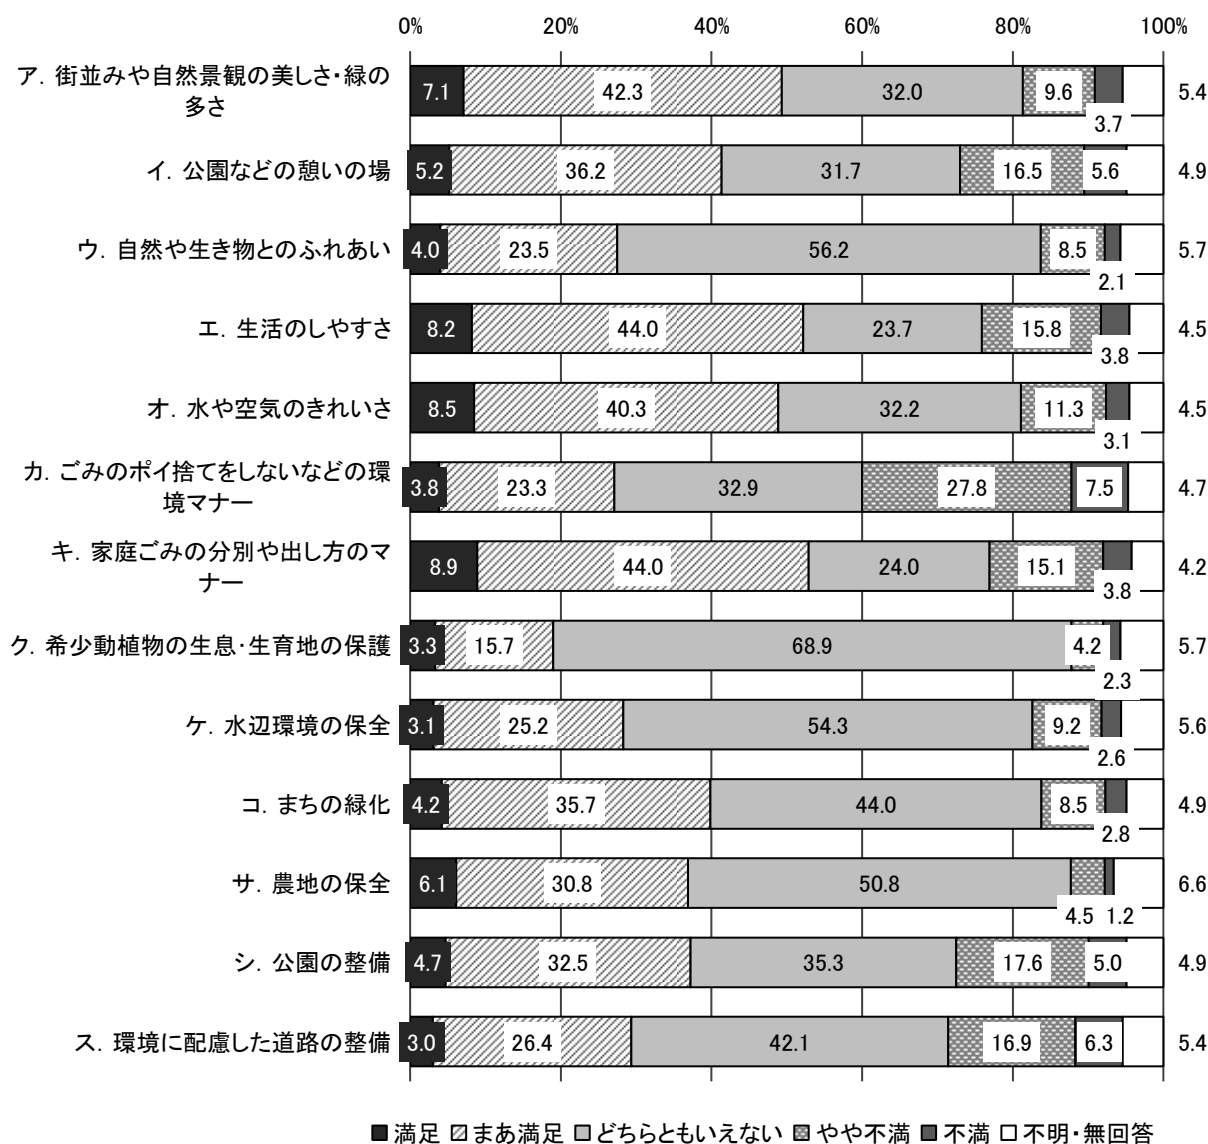 0% 20% 40% 60% 80% 100%
ア. 街並みや自然景観の美しさ・緑の
多さ
7.1 42.3 32.0 9.6 3.7 5.4
イ. 公園などの憩いの場
5.2 36.2 31.7 16.5 5.6 4.9
ウ. 自然や生き物とのふれあい
4.0 23.5 56.2 8.5 2.1 5.7
エ. 生活のしやすさ
8.2 44.0 23.7 15.8 3.8 4.5
オ. 水や空気のきれいさ
8.5 40.3 32.2 11.3 3.1 4.5
カ. ごみのポイ捨てをしないなどの環
境マナー
3.8 23.3 32.9 27.8 7.5 4.7
キ. 家庭ごみの分別や出し方のマ
ナー
8.9 44.0 24.0 15.1 3.8 4.2
ク. 希少動植物の生息・生育地の保護
3.3 15.7 68.9 4.2 2.3 5.7
ケ. 水辺環境の保全
3.1 25.2 54.3 9.2 2.6 5.6
コ. まちの緑化
4.2 35.7 44.0 8.5 2.8 4.9
サ. 農地の保全
6.1 30.8 50.8 4.5 1.2 6.6
シ. 公園の整備
4.7 32.5 35.3 17.6 5.0 4.9
ス. 環境に配慮した道路の整備
3.0 26.4 42.1 16.9 6.3 5.4
満足 まあ満足 どちらともいえない やや不満 不満 不明・無回答